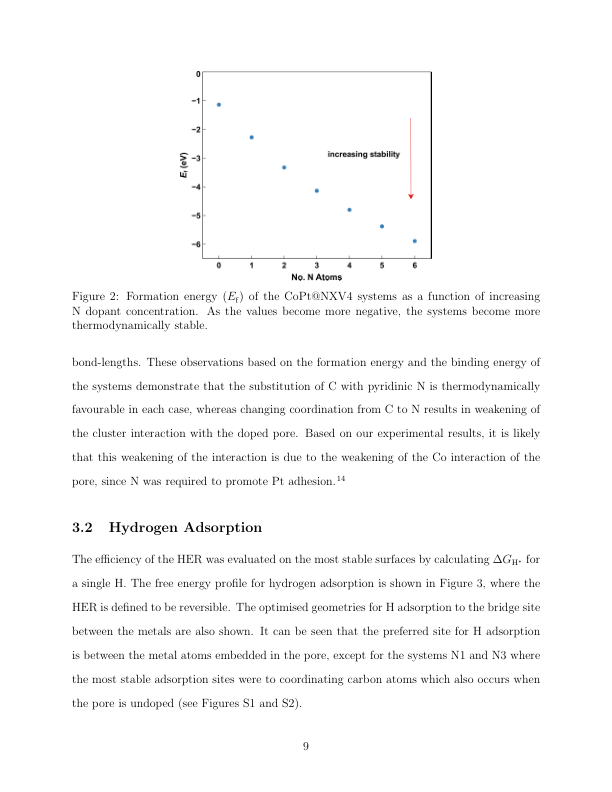 0
−1
−2
−3
−4
−5
−6
E_f (eV)
increasing stability
0 1 2 3 4 5 6
No. N Atoms
Figure 2: Formation energy (E_f) of the CoPt@NXV4 systems as a function of increasing
N dopant concentration. As the values become more negative, the systems become more
thermodynamically stable.
bond-lengths. These observations based on the formation energy and the binding energy of
the systems demonstrate that the substitution of C with pyridinic N is thermodynamically
favourable in each case, whereas changing coordination from C to N results in weakening of
the cluster interaction with the doped pore. Based on our experimental results, it is likely
that this weakening of the interaction is due to the weakening of the Co interaction of the
pore, since N was required to promote Pt adhesion.14
3.2 Hydrogen Adsorption
The efficiency of the HER was evaluated on the most stable surfaces by calculating ΔG_H* for
a single H. The free energy profile for hydrogen adsorption is shown in Figure 3, where the
HER is defined to be reversible. The optimised geometries for H adsorption to the bridge site
between the metals are also shown. It can be seen that the preferred site for H adsorption
is between the metal atoms embedded in the pore, except for the systems N1 and N3 where
the most stable adsorption sites were to coordinating carbon atoms which also occurs when
the pore is undoped (see Figures S1 and S2).
9